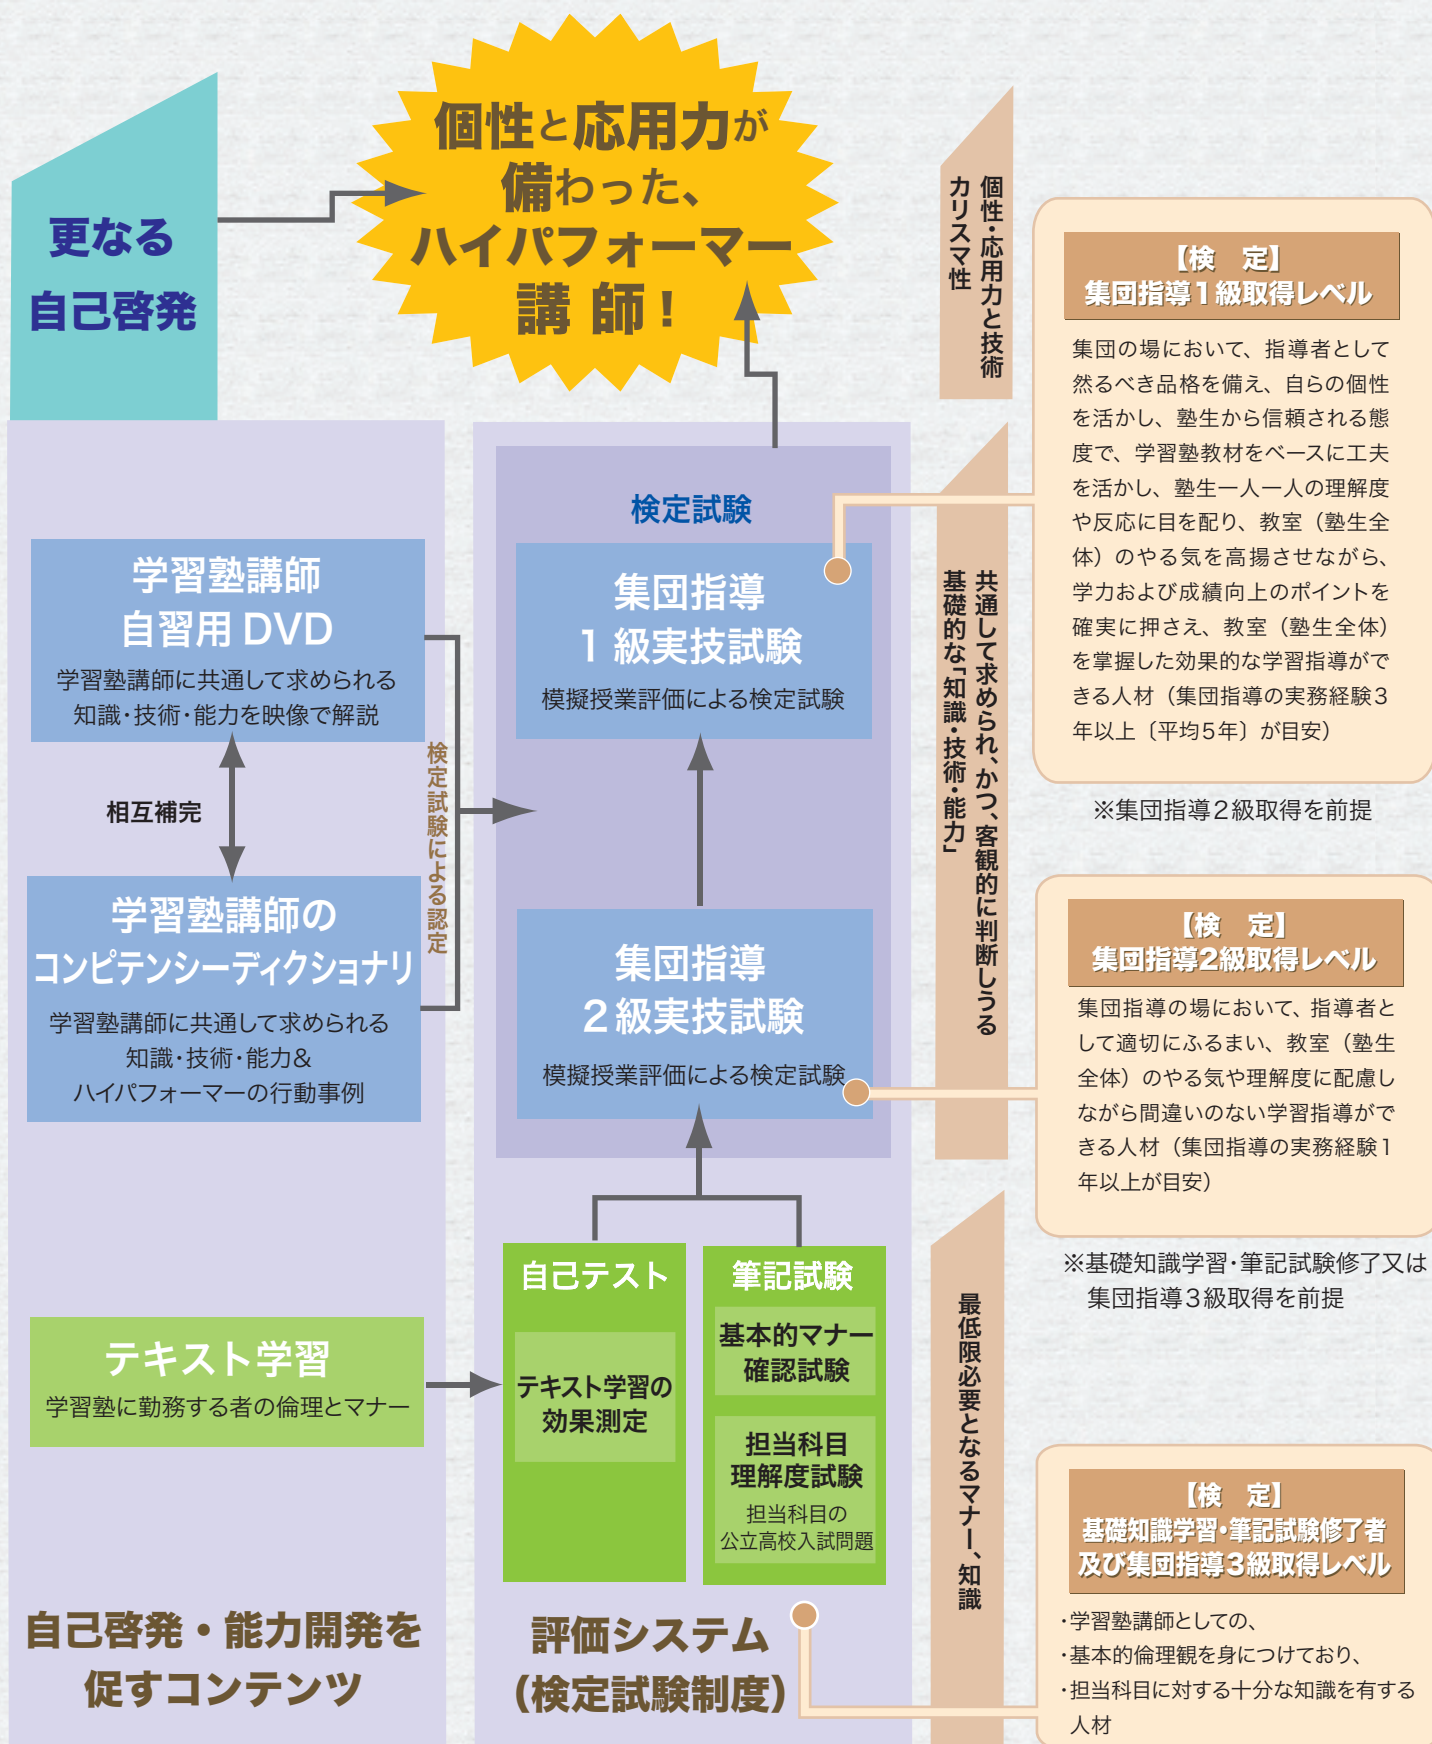 更なる
自己啓発
個性と応用力が
備わった、
ハイパフォーマー
講 師！
学習塾講師
自習用 DVD
学習塾講師に共通して求められる
知識・技術・能力を映像で解説
相互補完
学習塾講師の
コンピテンシーディクショナリ
学習塾講師に共通して求められる
知識・技術・能力＆
ハイパフォーマーの行動事例
検定試験による認定
テキスト学習
学習塾に勤務する者の倫理とマナー
自己啓発・能力開発を
促すコンテンツ
検定試験
集団指導
１級実技試験
模擬授業評価による検定試験
集団指導
２級実技試験
模擬授業評価による検定試験
自己テスト
テキスト学習の
効果測定
筆記試験
基本的マナー
確認試験
担当科目
理解度試験
担当科目の
公立高校入試問題
評価システム
（検定試験制度）
個性・応用力と技術
カリスマ性
共通して求められ、かつ、客観的に判断しうる
基礎的な「知識・技術・能力」
最低限必要となるマナー、知識
【検　定】
集団指導１級取得レベル
集団の場において、指導者として
然るべき品格を備え、自らの個性
を活かし、塾生から信頼される態
度で、学習塾教材をベースに工夫
を活かし、塾生一人一人の理解度
や反応に目を配り、教室（塾生全
体）のやる気を高揚させながら、
学力および成績向上のポイントを
確実に押さえ、教室（塾生全体）
を掌握した効果的な学習指導がで
きる人材（集団指導の実務経験３
年以上〔平均５年〕が目安）
※集団指導２級取得を前提
【検　定】
集団指導２級取得レベル
集団指導の場において、指導者と
して適切にふるまい、教室（塾生
全体）のやる気や理解度に配慮し
ながら間違いのない学習指導がで
きる人材（集団指導の実務経験１
年以上が目安）
※基礎知識学習・筆記試験修了又は
集団指導３級取得を前提
【検　定】
基礎知識学習・筆記試験修了者
及び集団指導３級取得レベル
・学習塾講師としての、
・基本的倫理観を身につけており、
・担当科目に対する十分な知識を有する
人材